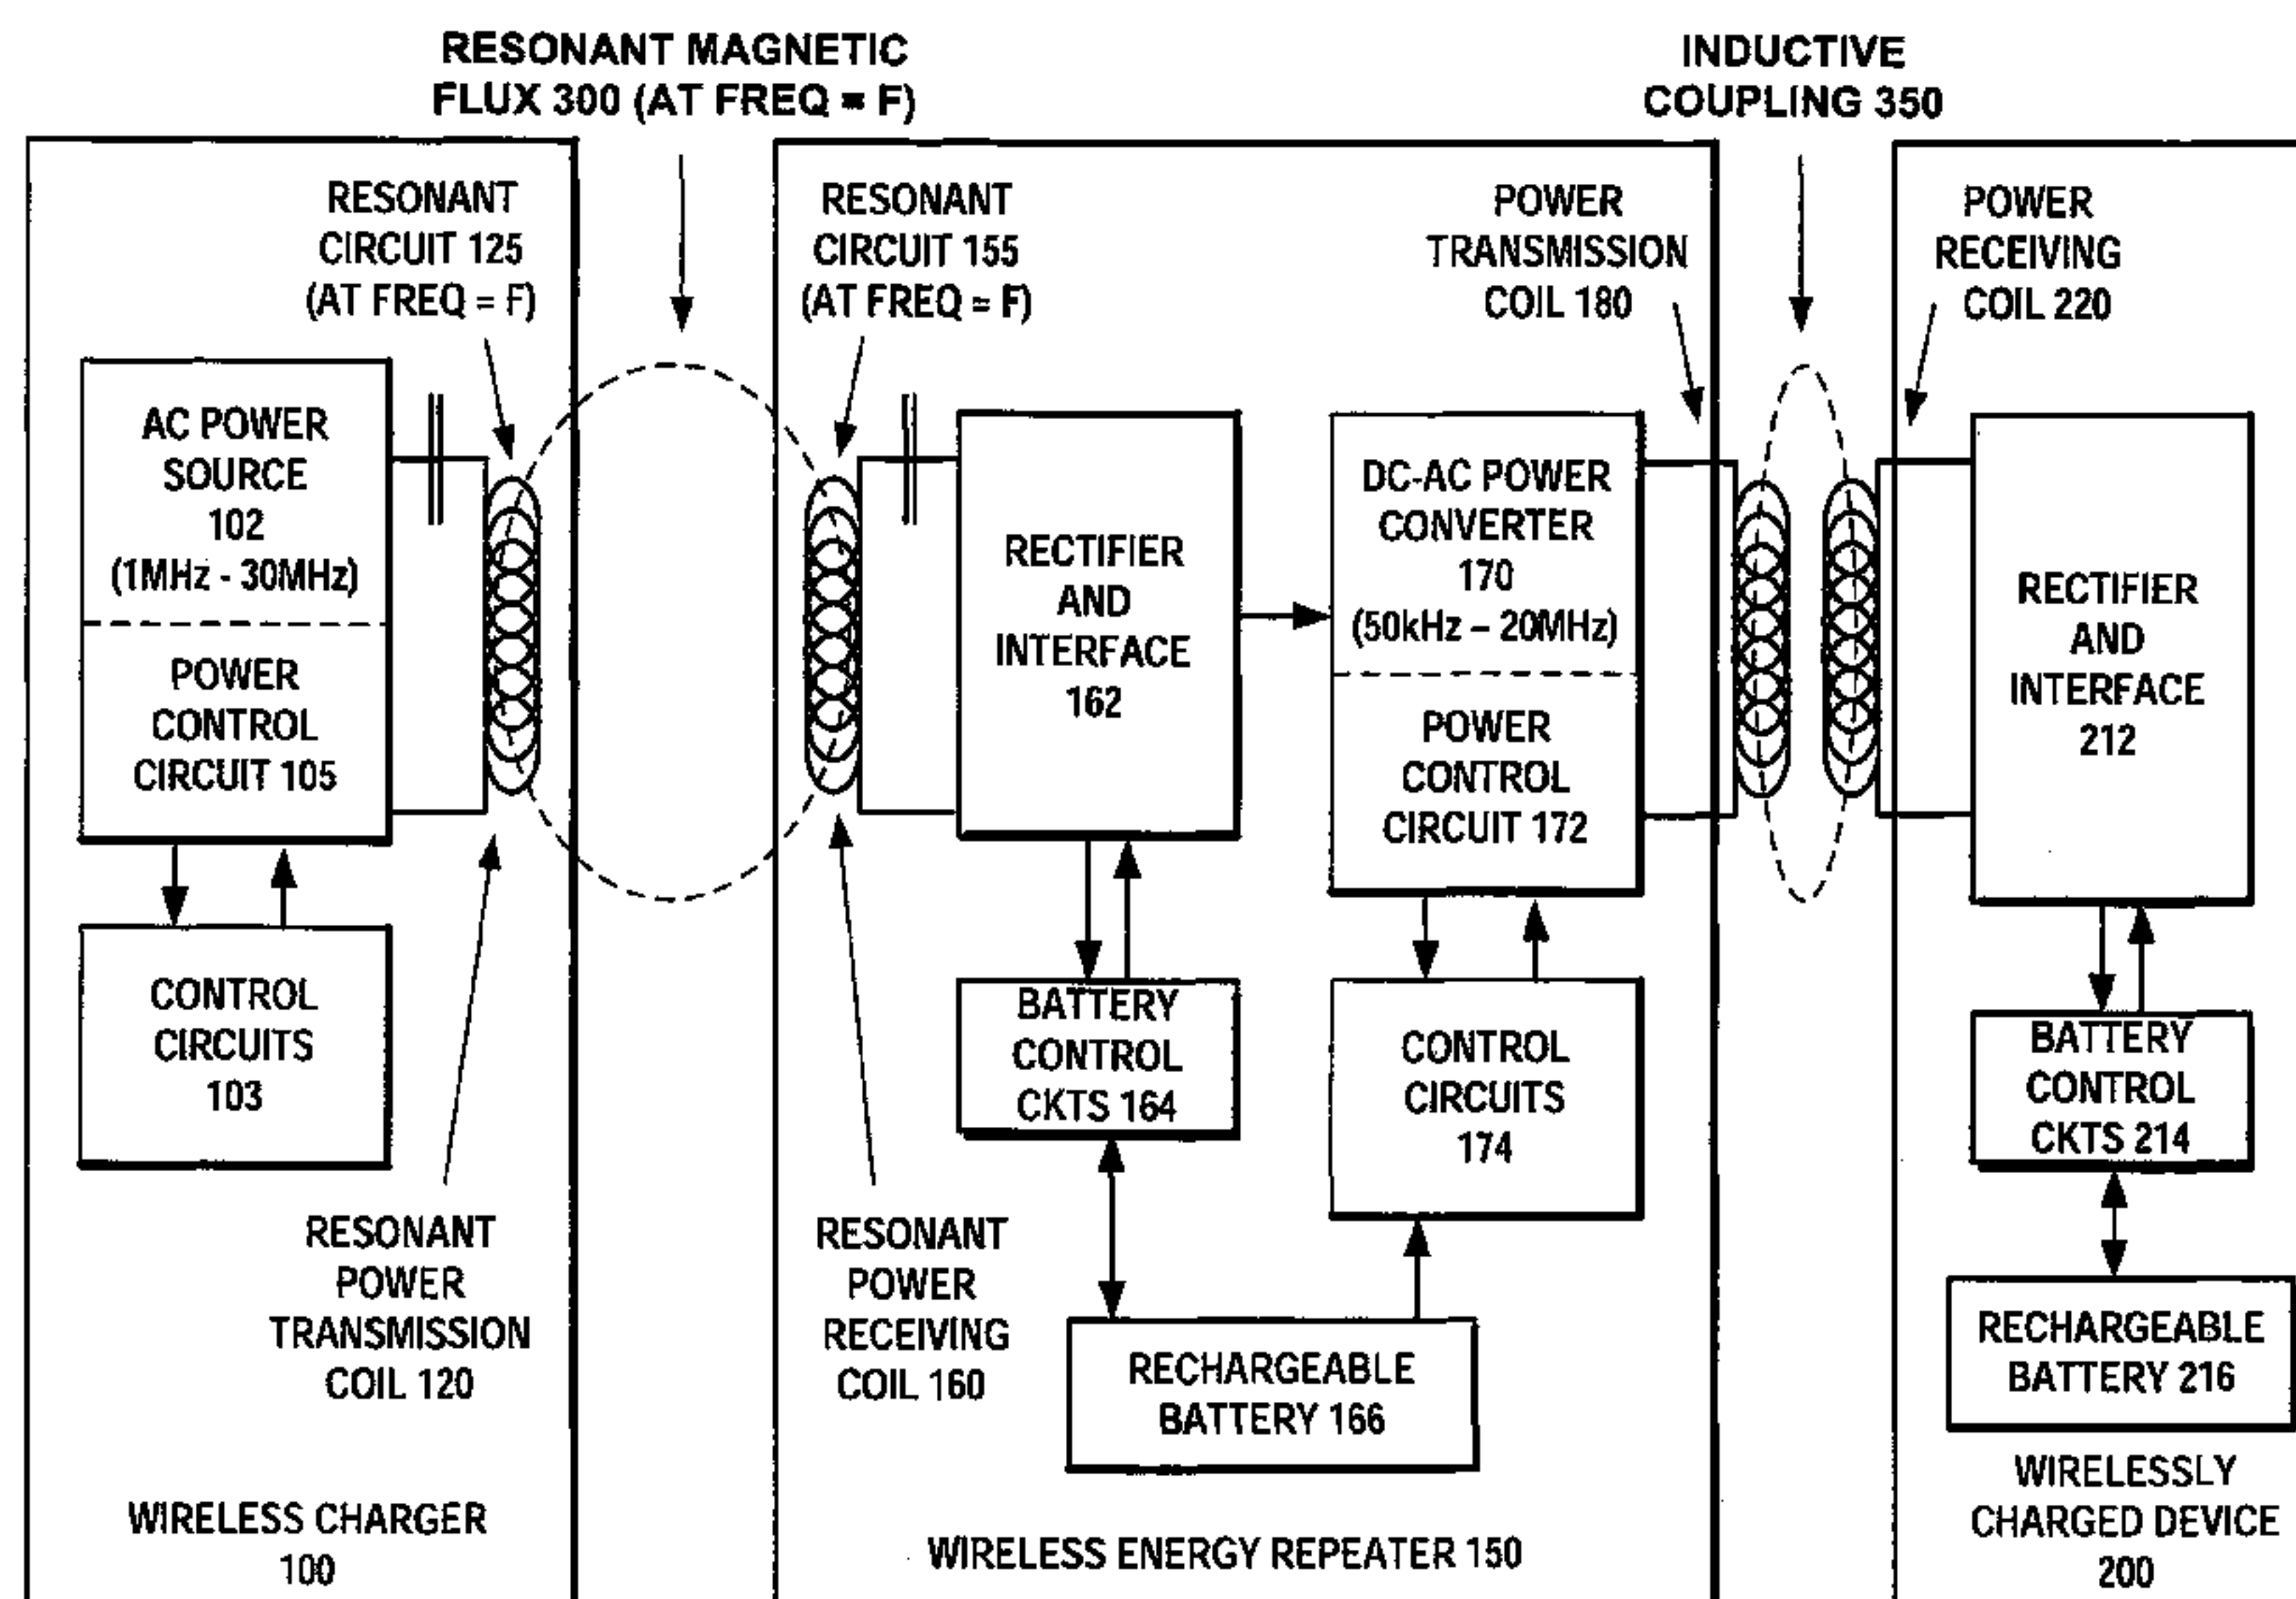 RESONANT MAGNETIC
FLUX 300 (AT FREQ = F)
INDUCTIVE
COUPLING 350
RESONANT
CIRCUIT 125
(AT FREQ = F)
RESONANT
CIRCUIT 155
(AT FREQ = F)
POWER
TRANSMISSION
COIL 180
POWER
RECEIVING
COIL 220
AC POWER
SOURCE
102
(1MHz - 30MHz)
POWER
CONTROL
CIRCUIT 105
RECTIFIER
AND
INTERFACE
162
DC-AC POWER
CONVERTER
170
(50kHz – 20MHz)
POWER
CONTROL
CIRCUIT 172
RECTIFIER
AND
INTERFACE
212
CONTROL
CIRCUITS
103
BATTERY
CONTROL
CKTS 164
CONTROL
CIRCUITS
174
BATTERY
CONTROL
CKTS 214
RESONANT
POWER
TRANSMISSION
COIL 120
RESONANT
POWER
RECEIVING
COIL 160
RECHARGEABLE
BATTERY 166
RECHARGEABLE
BATTERY 216
WIRELESS CHARGER
100
WIRELESS ENERGY REPEATER 150
WIRELESSLY
CHARGED DEVICE
200